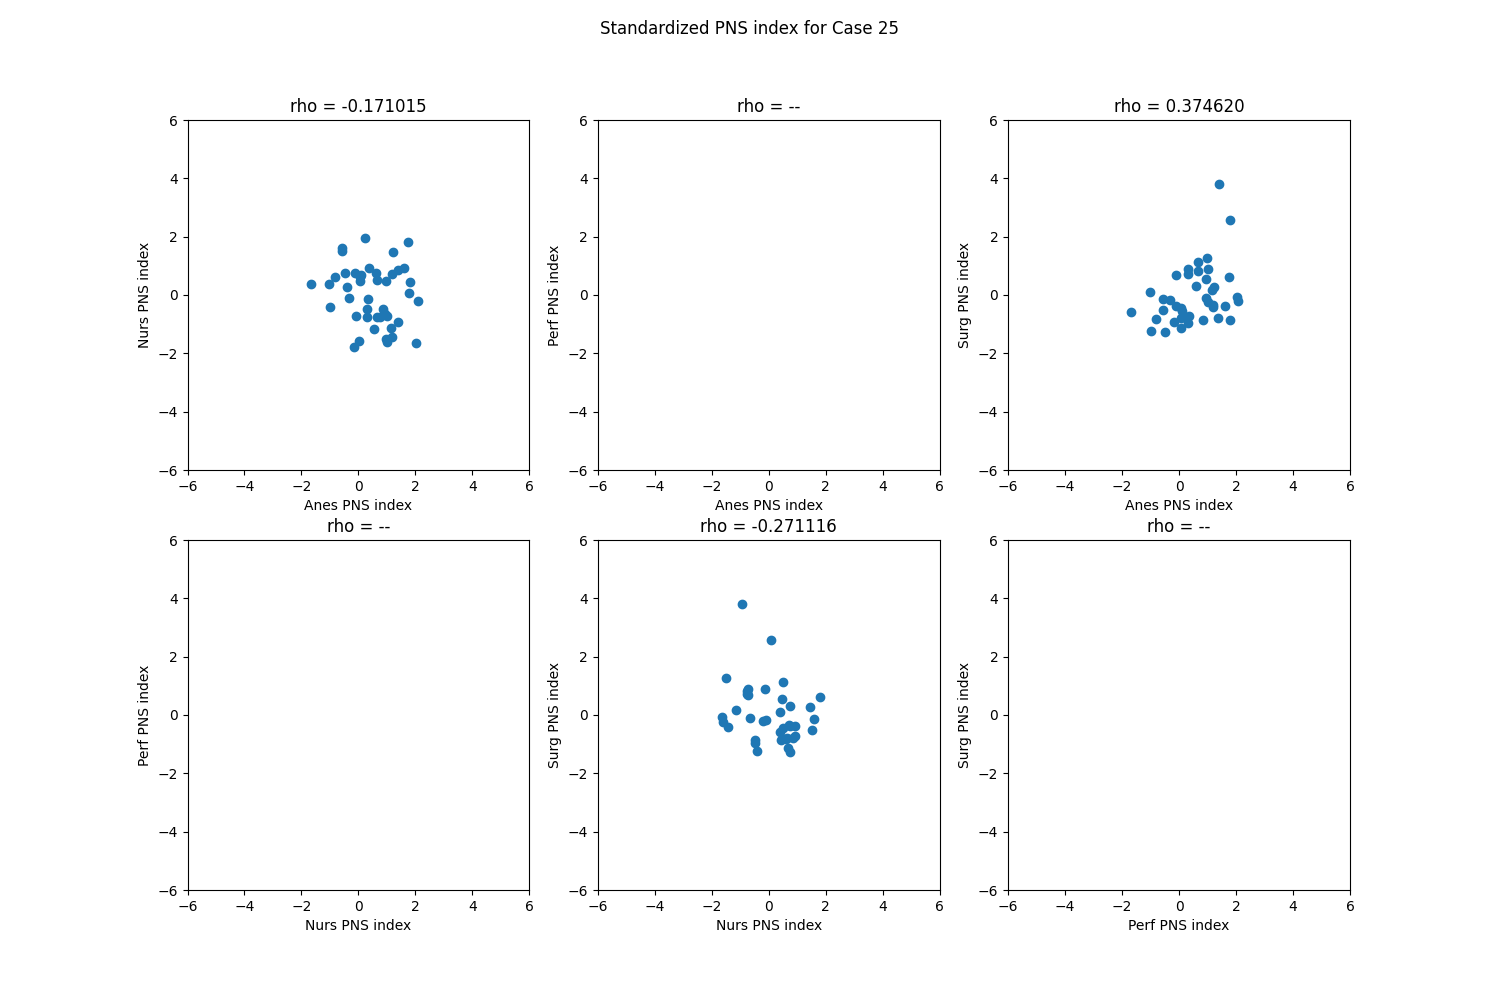 Standardized PNS index for Case 25
rho = -0.171015
6
4
2
0
−2
−4
−6
−6 −4 −2 0 2 4 6
Nurs PNS index
Anes PNS index
rho = --
6
4
2
0
−2
−4
−6
−6 −4 −2 0 2 4 6
Perf PNS index
Anes PNS index
rho = 0.374620
6
4
2
0
−2
−4
−6
−6 −4 −2 0 2 4 6
Surg PNS index
Anes PNS index
rho = --
6
4
2
0
−2
−4
−6
−6 −4 −2 0 2 4 6
Perf PNS index
Nurs PNS index
rho = -0.271116
6
4
2
0
−2
−4
−6
−6 −4 −2 0 2 4 6
Surg PNS index
Nurs PNS index
rho = --
6
4
2
0
−2
−4
−6
−6 −4 −2 0 2 4 6
Surg PNS index
Perf PNS index